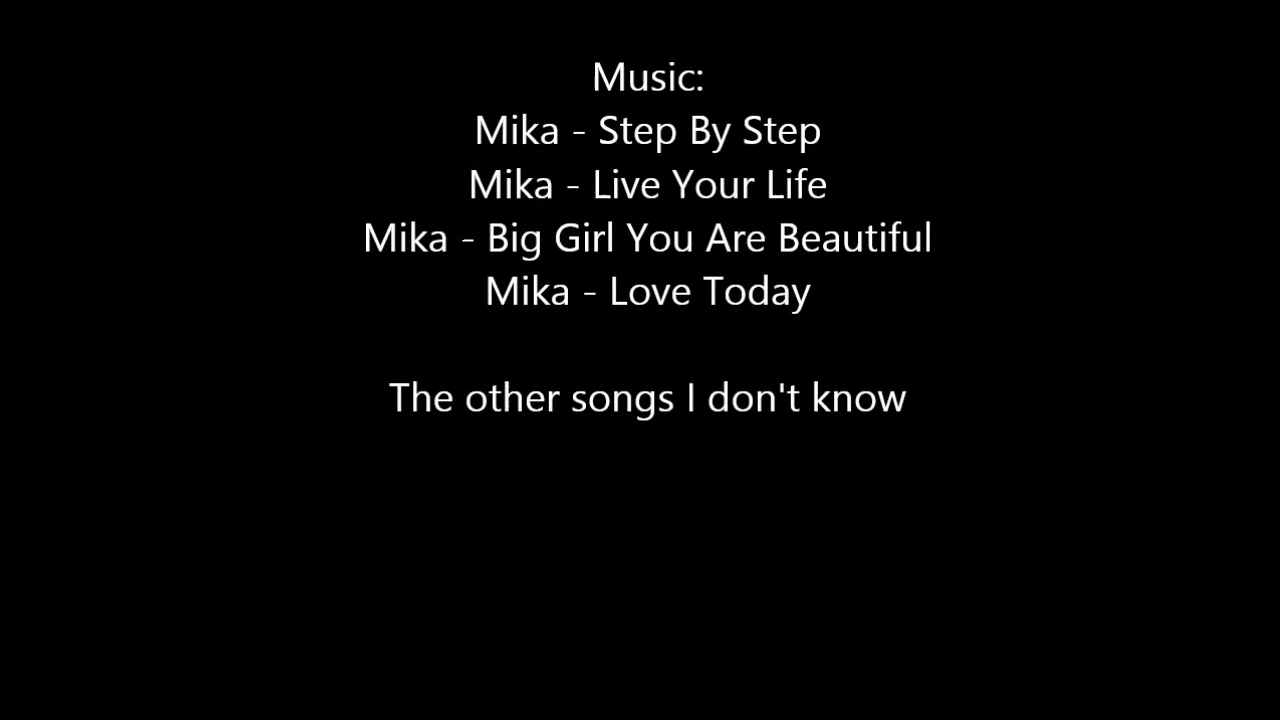 Music:
Mika - Step By Step
Mika - Live Your Life
Mika - Big Girl You Are Beautiful
Mika - Love Today
The other songs I don't know